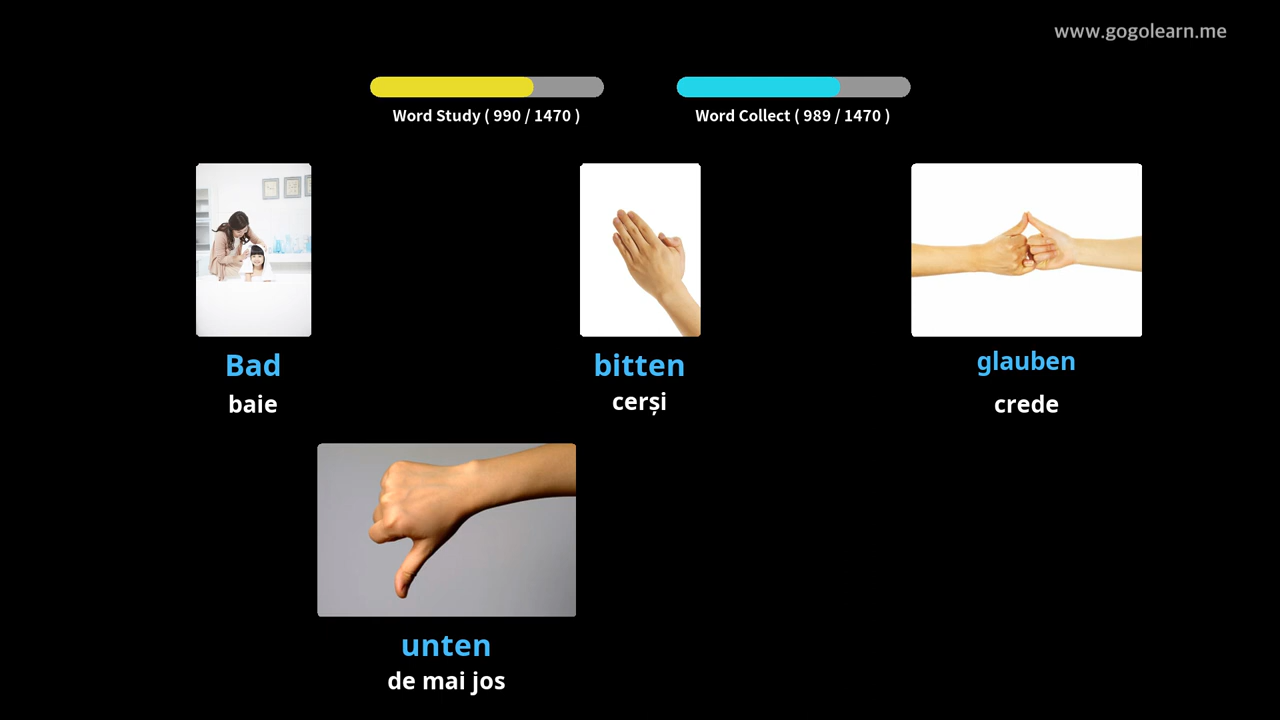 www.gogolearn.me
Word Study ( 990 / 1470 )
Word Collect ( 989 / 1470 )
Bad
baie
bitten
cerși
glauben
crede
unten
de mai jos